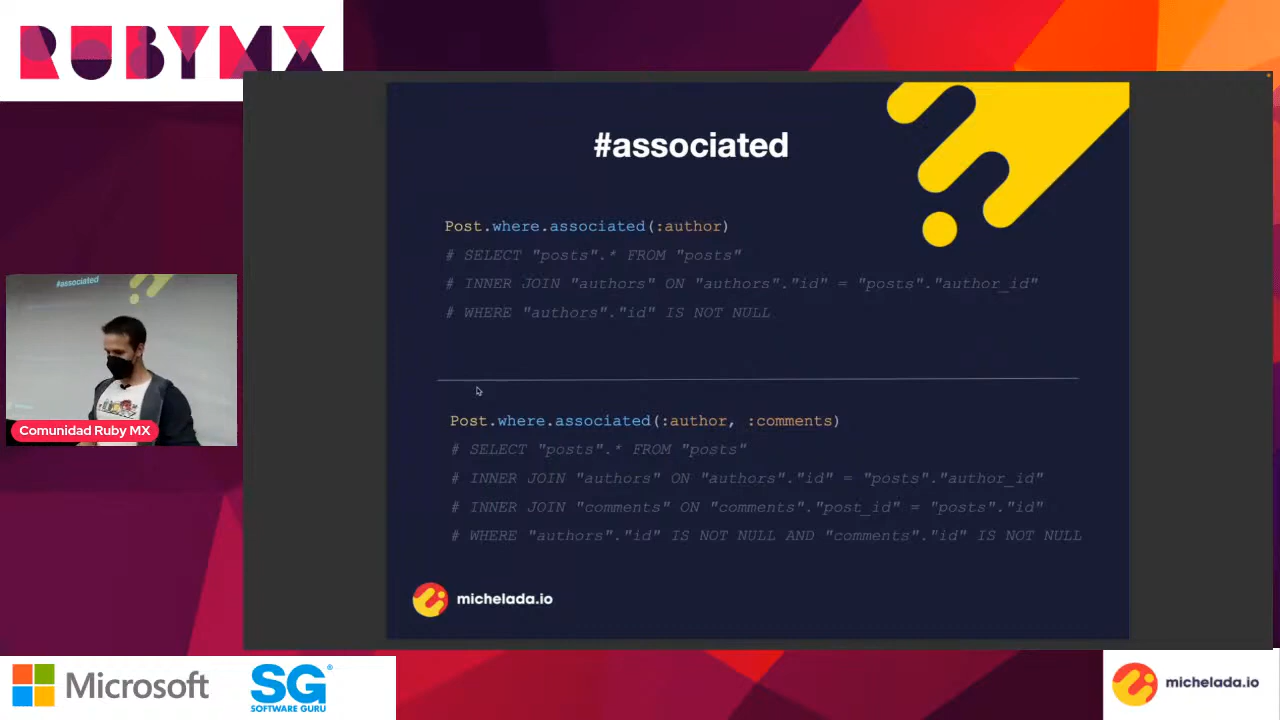 RUBYMX
#associated
Post.where.associated(:author)
# SELECT "posts".* FROM "posts"
# INNER JOIN "authors" ON "authors"."id" = "posts"."author_id"
# WHERE "authors"."id" IS NOT NULL
Post.where.associated(:author, :comments)
# SELECT "posts".* FROM "posts"
# INNER JOIN "authors" ON "authors"."id" = "posts"."author_id"
# INNER JOIN "comments" ON "comments"."post_id" = "posts"."id"
# WHERE "authors"."id" IS NOT NULL AND "comments"."id" IS NOT NULL
michelada.io
#associated
Comunidad Ruby MX
Microsoft
SG®
SOFTWARE GURU
michelada.io